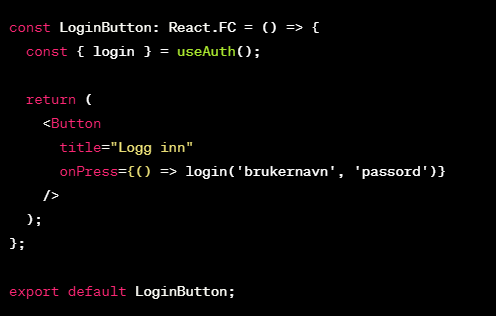 const LoginButton: React.FC = () => {
const { login } = useAuth();
return (
<Button
title="Logg inn"
onPress={() => login('brukernavn', 'passord')}
/>
);
};
export default LoginButton;